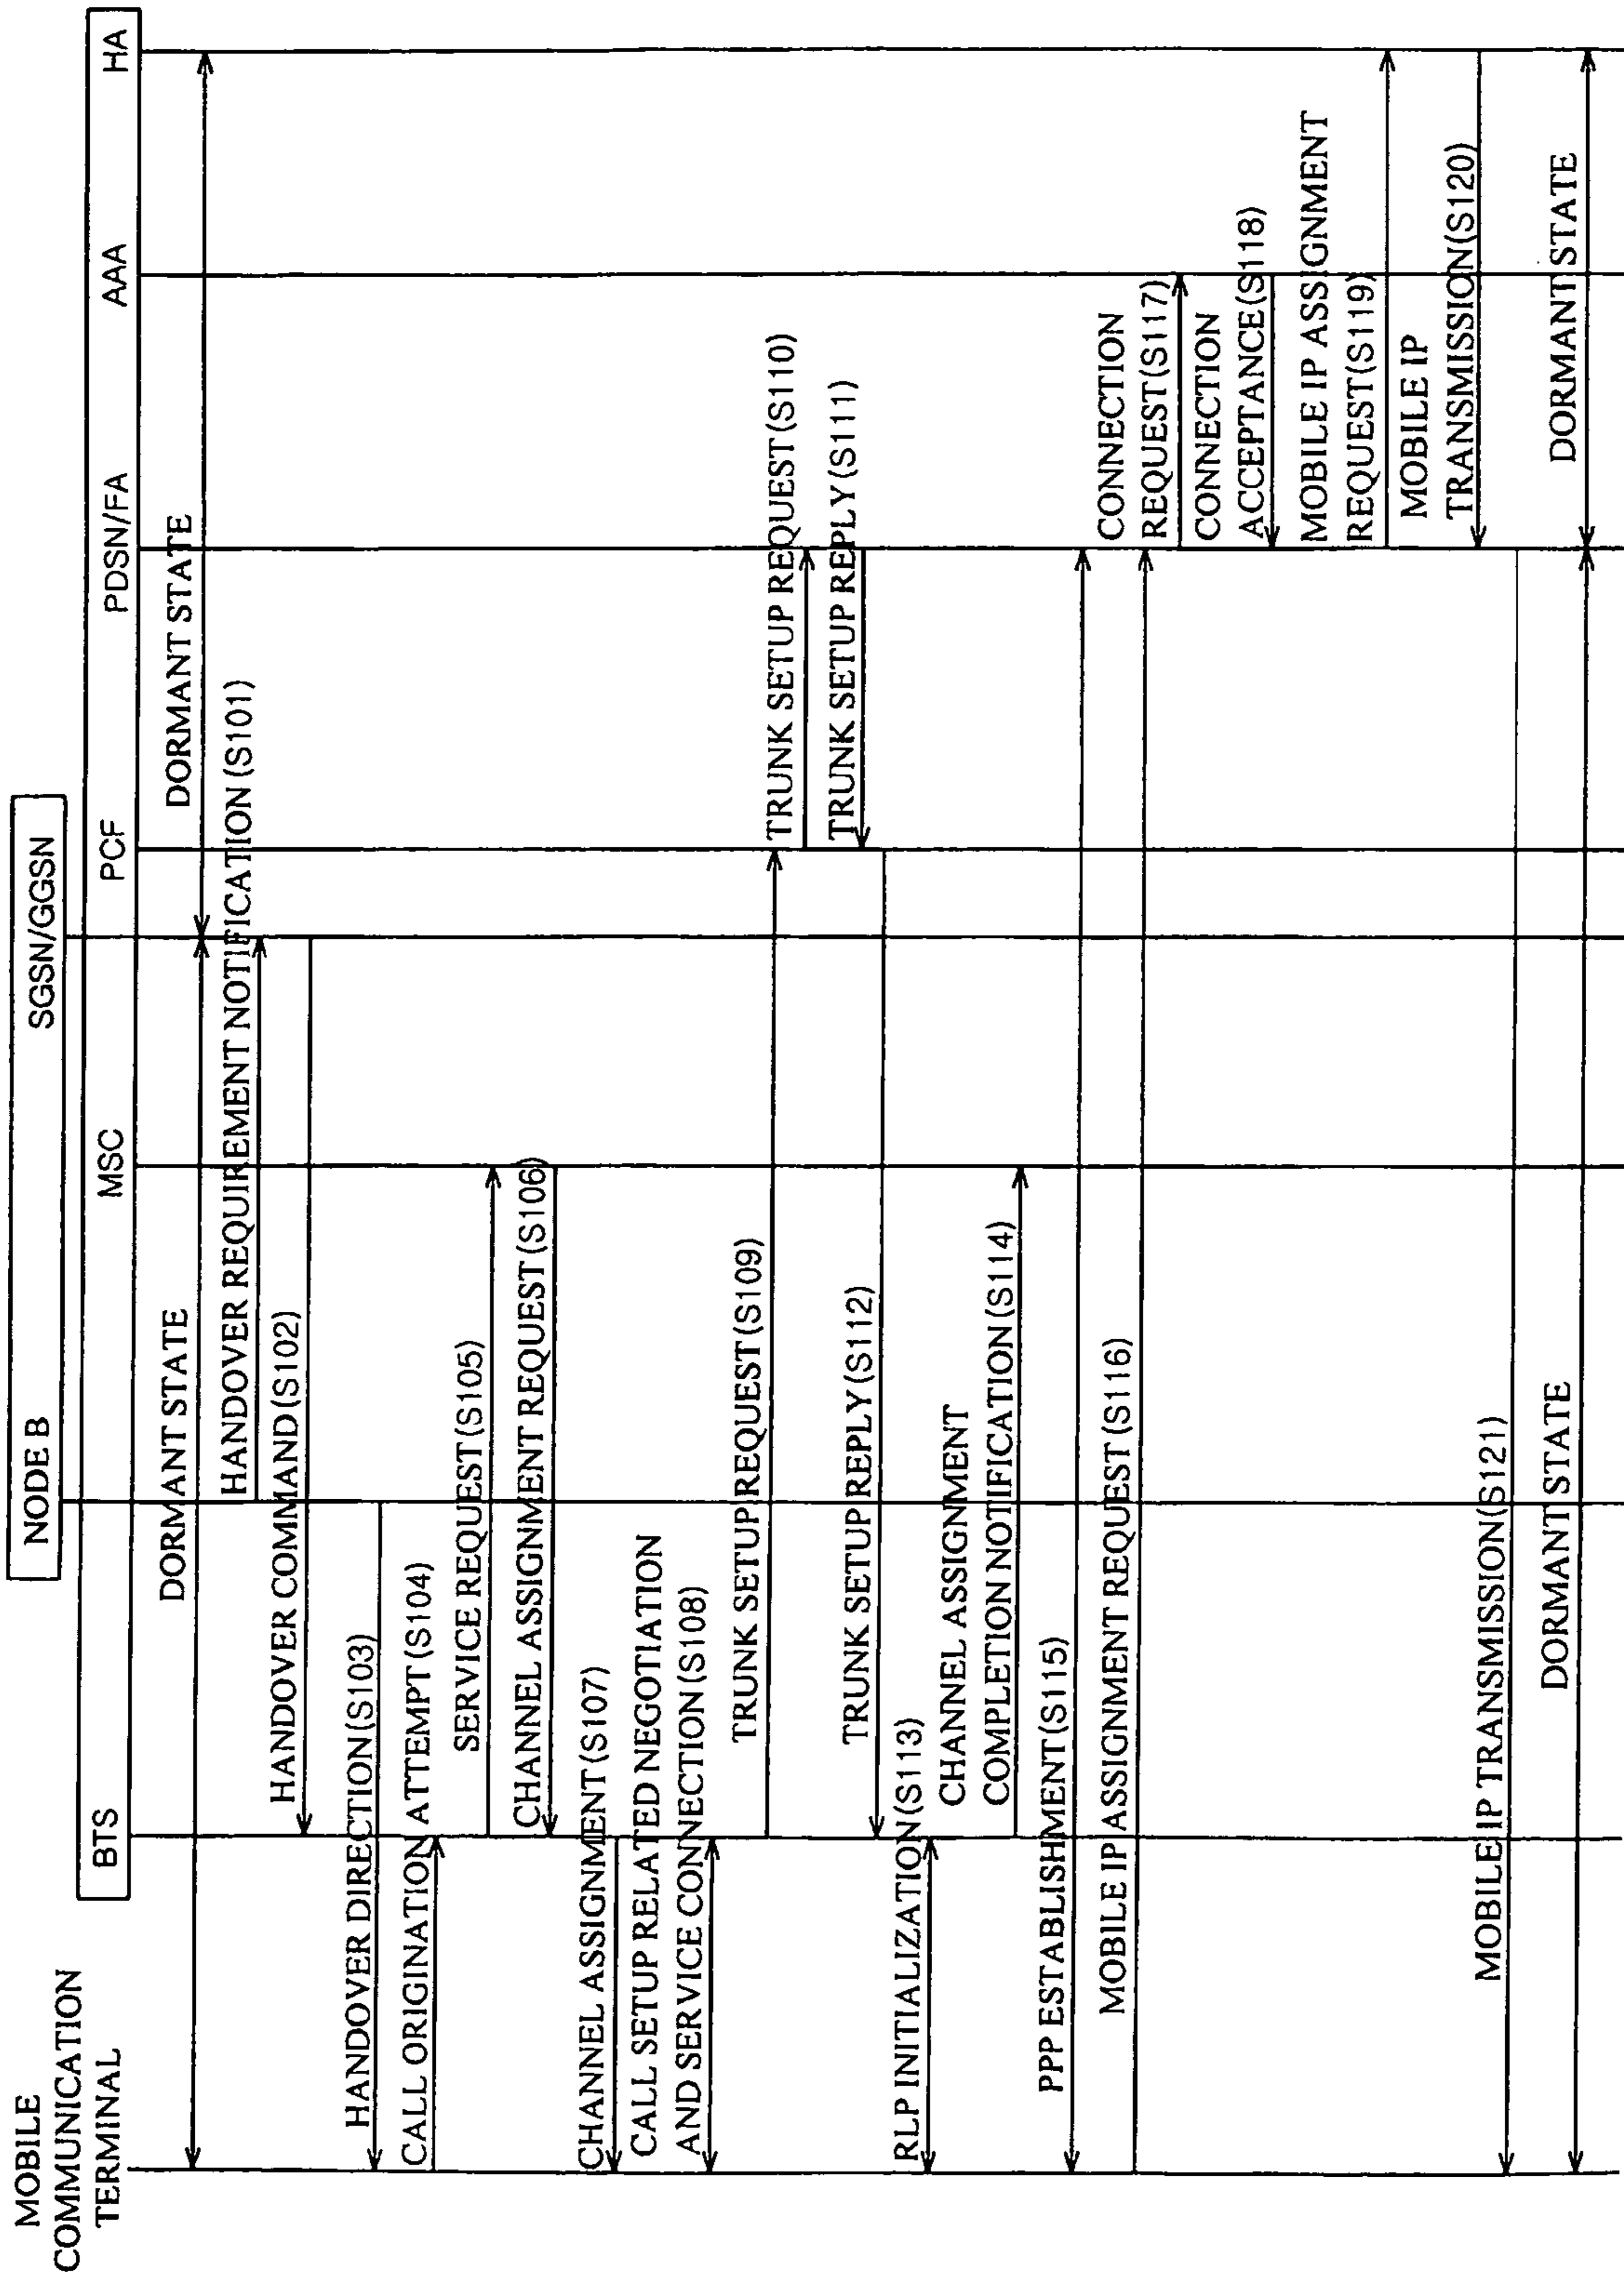 MOBILE
COMMUNICATION
TERMINAL
NODE B
SGSN/GGSN
BTS
MSC
PCF
PDSN/FA
AAA
HA
DORMANT STATE
DORMANT STATE
HANDOVER REQUIREMENT NOTIFICATION(S101)
HANDOVER COMMAND(S102)
HANDOVER DIRECTION(S103)
CALL ORIGINATION ATTEMPT(S104)
SERVICE REQUEST(S105)
CHANNEL ASSIGNMENT REQUEST(S106)
CHANNEL ASSIGNMENT(S107)
CALL SETUP RELATED NEGOTIATION
AND SERVICE CONNECTION(S108)
TRUNK SETUP REQUEST(S109)
TRUNK SETUP REQUEST(S110)
TRUNK SETUP REPLY(S111)
TRUNK SETUP REPLY(S112)
RLP INITIALIZATION(S113)
CHANNEL ASSIGNMENT
COMPLETION NOTIFICATION(S114)
PPP ESTABLISHMENT(S115)
MOBILE IP ASSIGNMENT REQUEST(S116)
CONNECTION
REQUEST(S117)
CONNECTION
ACCEPTANCE(S118)
MOBILE IP ASSIGNMENT
REQUEST(S119)
MOBILE IP
TRANSMISSION(S120)
MOBILE IP TRANSMISSION(S121)
DORMANT STATE
DORMANT STATE